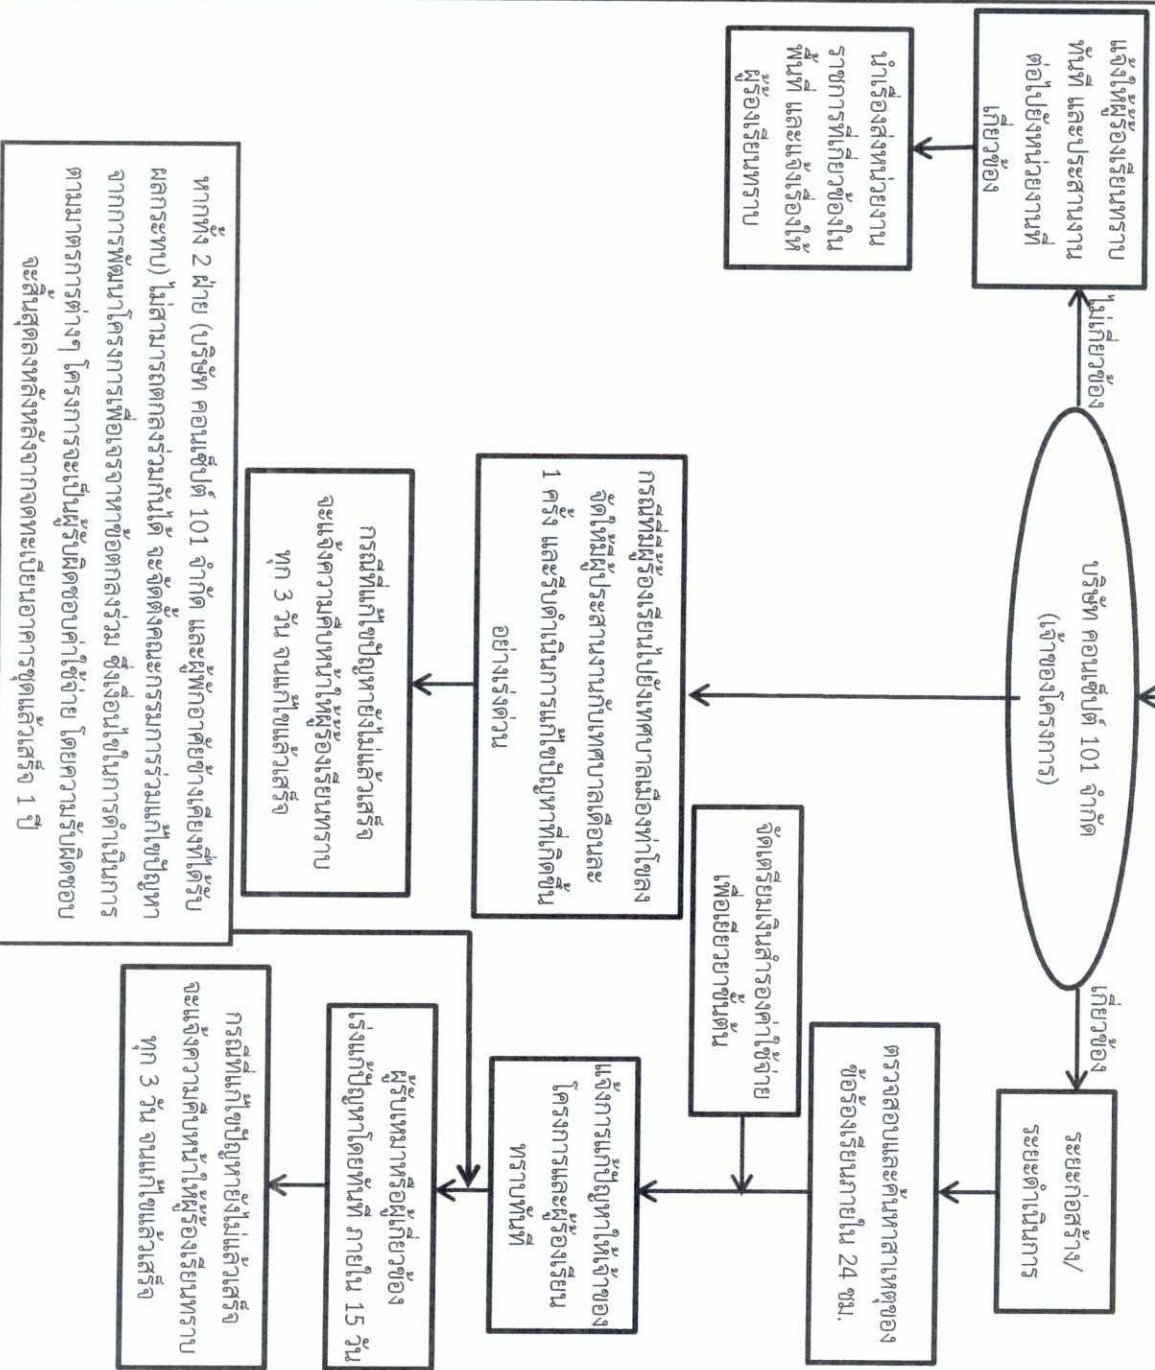 บริษัท คอนเซ็ปต์ 101 จำกัด
(เจ้าของโครงการ)
ไม่เกี่ยวข้อง
แจ้งให้ผู้ร้องเรียนทราบ
ทันที และประสานงาน
ต่อไปยังหน่วยงานที่
เกี่ยวข้อง
นำเรื่องส่งหน่วยงาน
ราชการที่เกี่ยวข้องใน
พื้นที่ และแจ้งเรื่องให้
ผู้ร้องเรียนทราบ
กรณีที่มีผู้ร้องเรียนไปยังเทศบาลเมืองท่าโขลง
จัดให้มีผู้ประสานงานกับเทศบาลเดือนละ
1 ครั้ง และรีบดำเนินการแก้ไขปัญหาที่เกิดขึ้น
อย่างเร่งด่วน
กรณีที่แก้ไขปัญหายังไม่แล้วเสร็จ
จะแจ้งความคืบหน้าให้ผู้ร้องเรียนทราบ
ทุก 3 วัน จนแก้ไขแล้วเสร็จ
เกี่ยวข้อง
ระยะก่อสร้าง/
ระยะดำเนินการ
ตรวจสอบและค้นหาสาเหตุของ
ข้อร้องเรียนภายใน 24 ชม.
จัดเตรียมเงินสำรองค่าใช้จ่าย
เพื่อเยียวยาขั้นต้น
แจ้งการแก้ปัญหาให้เจ้าของ
โครงการและผู้ร้องเรียน
ทราบทันที
ผู้รับเหมาหรือผู้เกี่ยวข้อง
เร่งแก้ปัญหาโดยทันที ภายใน 15 วัน
กรณีที่แก้ไขปัญหายังไม่แล้วเสร็จ
จะแจ้งความคืบหน้าให้ผู้ร้องเรียนทราบ
ทุก 3 วัน จนแก้ไขแล้วเสร็จ
หากทั้ง 2 ฝ่าย (บริษัท คอนเซ็ปต์ 101 จำกัด และผู้พักอาศัยข้างเคียงที่ได้รับ
ผลกระทบ) ไม่สามารถตกลงร่วมกันได้ จะจัดตั้งคณะกรรมการร่วมแก้ไขปัญหา
จากการพัฒนาโครงการเพื่อเจรจาหาข้อตกลงร่วม ซึ่งเงื่อนไขในการดำเนินการ
ตามมาตรการต่างๆ โครงการจะเป็นผู้รับผิดชอบค่าใช้จ่าย โดยความรับผิดชอบ
จะสิ้นสุดลงหลังหลังจากจดทะเบียนอาคารชุดแล้วเสร็จ 1 ปี